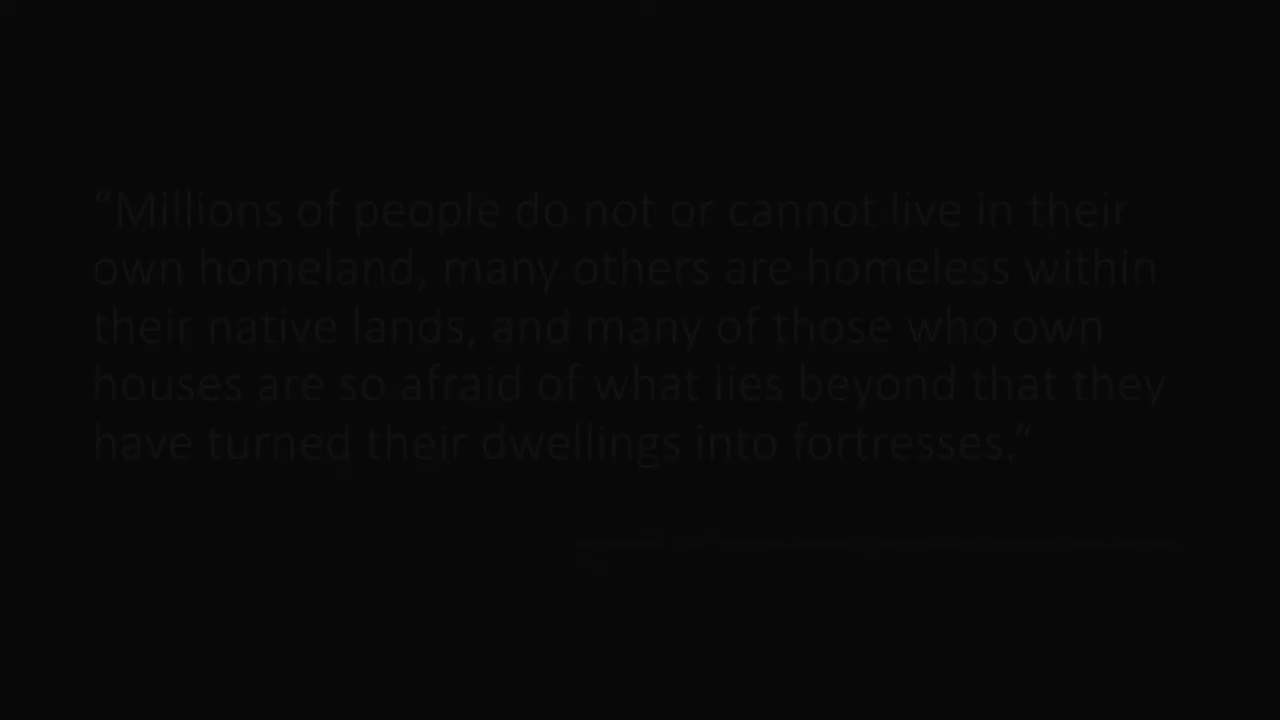 “Millions of people do not or cannot live in their
own homeland, many others are homeless within
their native lands, and many of those who own
houses are so afraid of what lies beyond that they
have turned their dwellings into fortresses.”